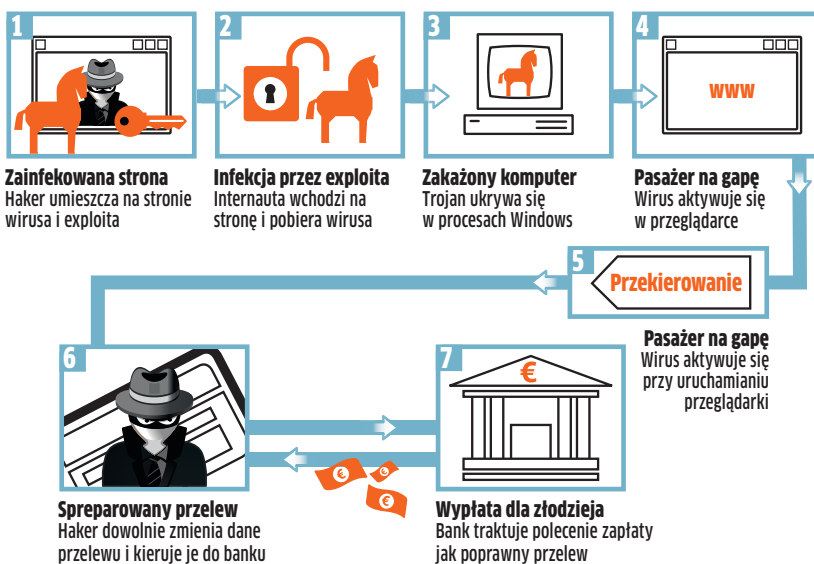 1
Zainfekowana strona
Haker umieszcza na stronie
wirusa i exploita
2
Infekcja przez exploita
Internauta wchodzi na
stronę i pobiera wirusa
3
Zakażony komputer
Trojan ukrywa się
w procesach Windows
4
www
Pasażer na gapę
Wirus aktywuje się
w przeglądarce
5
Przekierowanie
Pasażer na gapę
Wirus aktywuje się
przy uruchamianiu
przeglądarki
6
Spreparowany przelew
Haker dowolnie zmienia dane
przelewu i kieruje je do banku
€
€
€
7
€
Wypłata dla złodzieja
Bank traktuje polecenie zapłaty
jak poprawny przelew